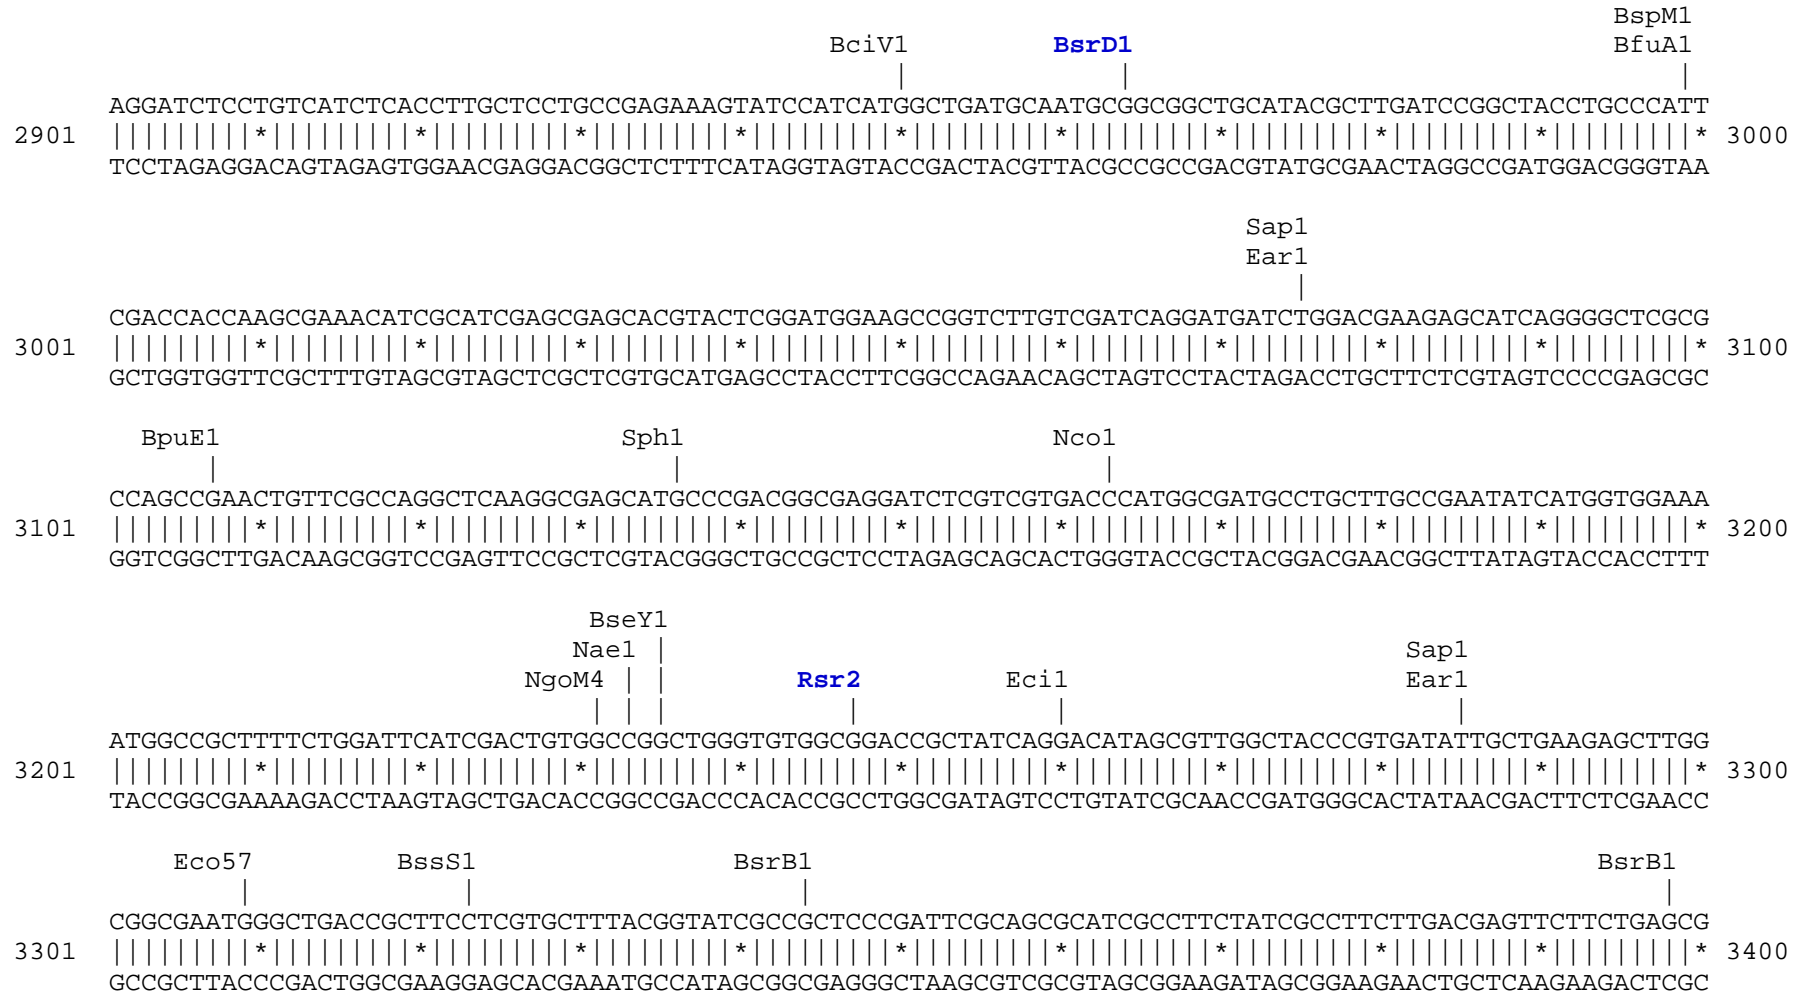 BspM1
BciV1 BsrD1 BfuA1
| | |
AGGATCTCCTGTCATCTCACCTTGCTCCTGCCGAGAAAGTATCCATCATGGCTGATGCAATGCGGCGGCTGCATACGCTTGATCCGGCTACCTGCCCATT
2901 |||||||||*|||||||||*|||||||||*|||||||||*|||||||||*|||||||||*|||||||||*|||||||||*|||||||||*|||||||||* 3000
TCCTAGAGGACAGTAGAGTGGAACGAGGACGGCTCTTTCATAGGTAGTACCGACTACGTTACGCCGCCGACGTATGCGAACTAGGCCGATGGACGGGTAA
Sap1
Ear1
|
CGACCACCAAGCGAAACATCGCATCGAGCGAGCACGTACTCGGATGGAAGCCGGTCTTGTCGATCAGGATGATCTGGACGAAGAGCATCAGGGGCTCGCG
3001 |||||||||*|||||||||*|||||||||*|||||||||*|||||||||*|||||||||*|||||||||*|||||||||*|||||||||*|||||||||* 3100
GCTGGTGGTTCGCTTTGTAGCGTAGCTCGCTCGTGCATGAGCCTACCTTCGGCCAGAACAGCTAGTCCTACTAGACCTGCTTCTCGTAGTCCCCGAGCGC
BpuE1 Sph1 Nco1
| | |
CCAGCCGAACTGTTCGCCAGGCTCAAGGCGAGCATGCCCGACGGCGAGGATCTCGTCGTGACCCATGGCGATGCCTGCTTGCCGAATATCATGGTGGAAA
3101 |||||||||*|||||||||*|||||||||*|||||||||*|||||||||*|||||||||*|||||||||*|||||||||*|||||||||*|||||||||* 3200
GGTCGGCTTGACAAGCGGTCCGAGTTCCGCTCGTACGGGCTGCCGCTCCTAGAGCAGCACTGGGTACCGCTACGGACGAACGGCTTATAGTACCACCTTT
BseY1
Nae1 | Sap1
NgoM4 | | Rsr2 Eci1 Ear1
| | | | | |
ATGGCCGCTTTTCTGGATTCATCGACTGTGGCCGGCTGGGTGTGGCGGACCGCTATCAGGACATAGCGTTGGCTACCCGTGATATTGCTGAAGAGCTTGG
3201 |||||||||*|||||||||*|||||||||*|||||||||*|||||||||*|||||||||*|||||||||*|||||||||*|||||||||*|||||||||* 3300
TACCGGCGAAAAGACCTAAGTAGCTGACACCGGCCGACCCACACCGCCTGGCGATAGTCCTGTATCGCAACCGATGGGCACTATAACGACTTCTCGAACC
Eco57 BssS1 BsrB1 BsrB1
| | | |
CGGCGAATGGGCTGACCGCTTCCTCGTGCTTTACGGTATCGCCGCTCCCGATTCGCAGCGCATCGCCTTCTATCGCCTTCTTGACGAGTTCTTCTGAGCG
3301 |||||||||*|||||||||*|||||||||*|||||||||*|||||||||*|||||||||*|||||||||*|||||||||*|||||||||*|||||||||* 3400
GCCGCTTACCCGACTGGCGAAGGAGCACGAAATGCCATAGCGGCGAGGGCTAAGCGTCGCGTAGCGGAAGATAGCGGAAGAACTGCTCAAGAAGACTCGC